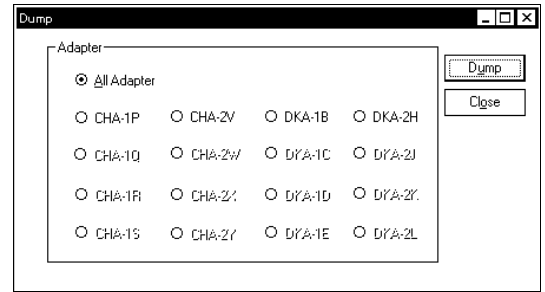 Dump
Adapter
All Adapter
Dump
Close
CHA-1P CHA-2V DKA-1B DKA-2H
CHA-1Q CHA-2W DKA-1C DKA-2J
CHA-1R CHA-2X DKA-1D DKA-2K
CHA-1S CHA-2Y DKA-1E DKA-2L